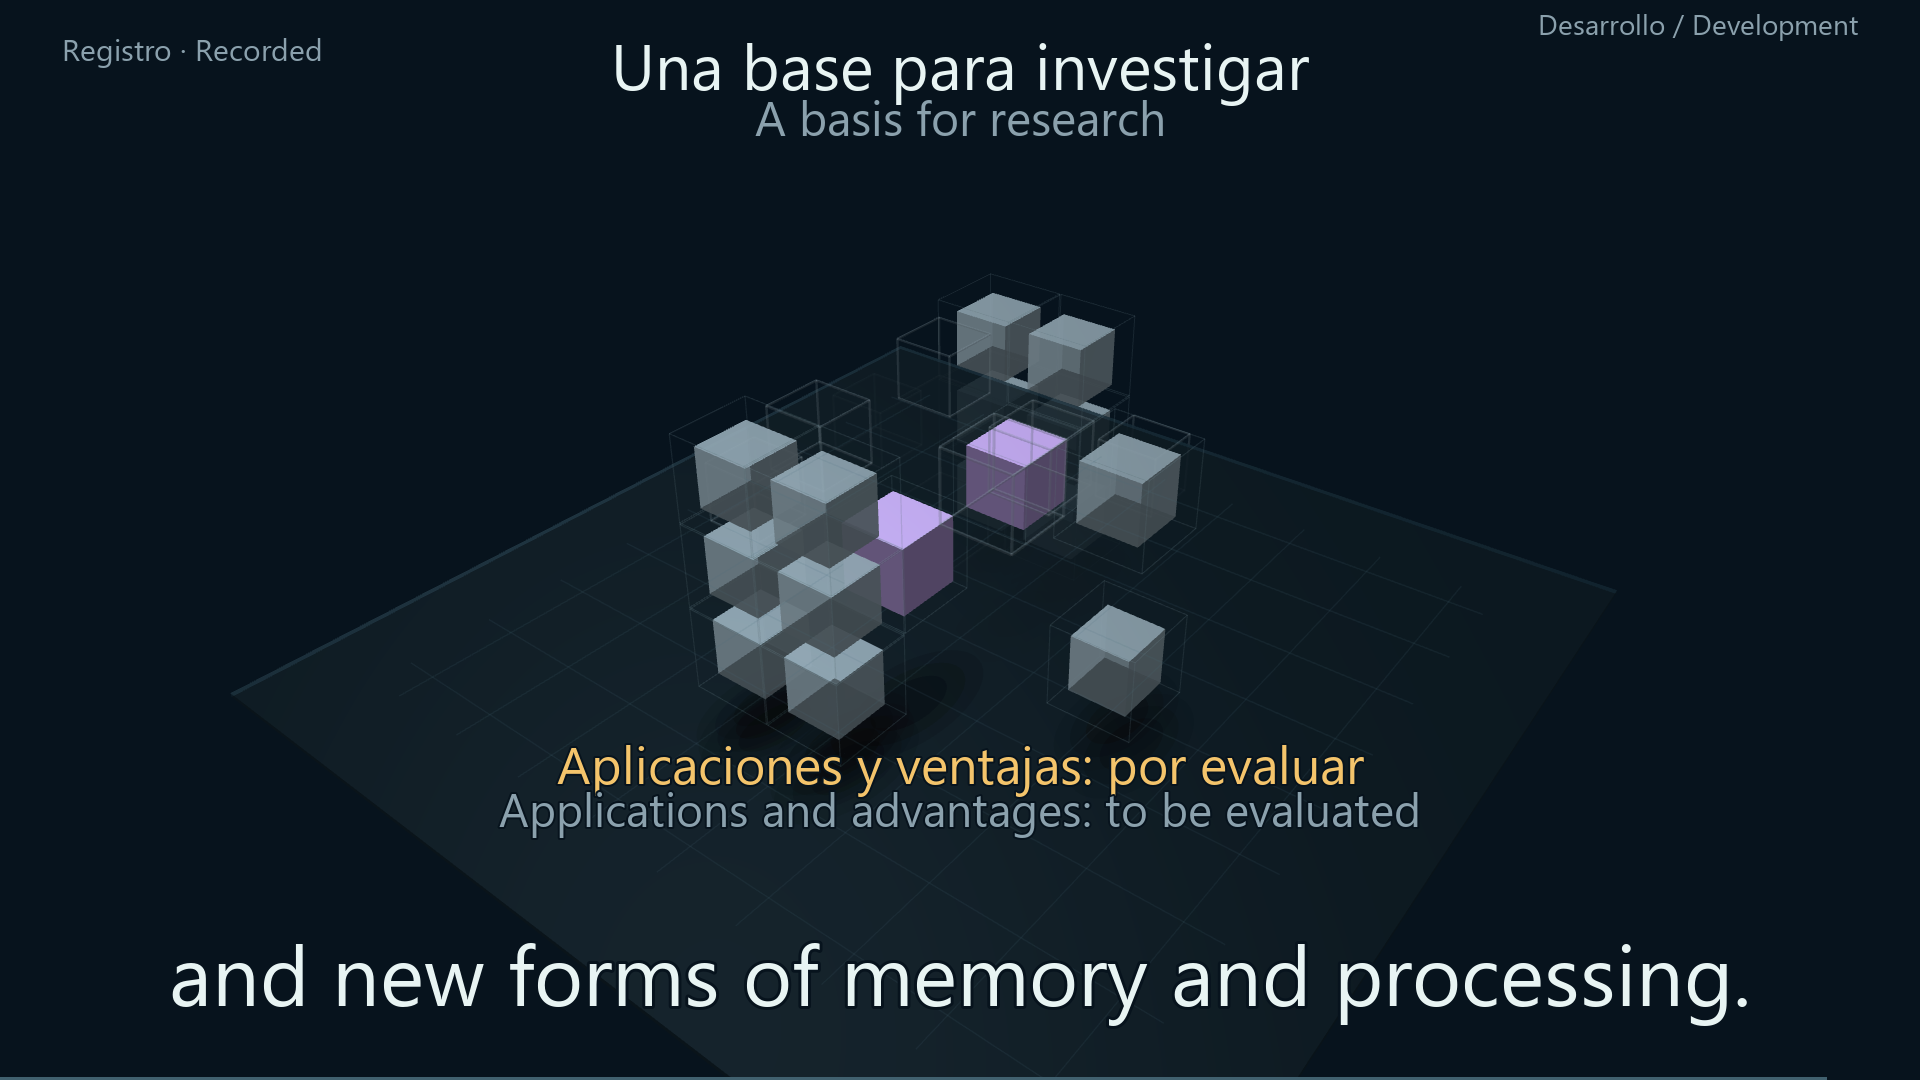 Registro · Recorded
Desarrollo / Development
Una base para investigar
A basis for research
Aplicaciones y ventajas: por evaluar
Applications and advantages: to be evaluated
and new forms of memory and processing.